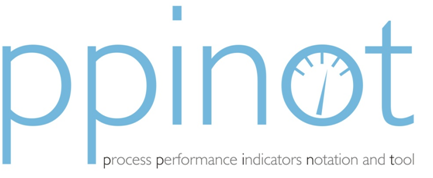 ppinot
process performance indicators notation and tool